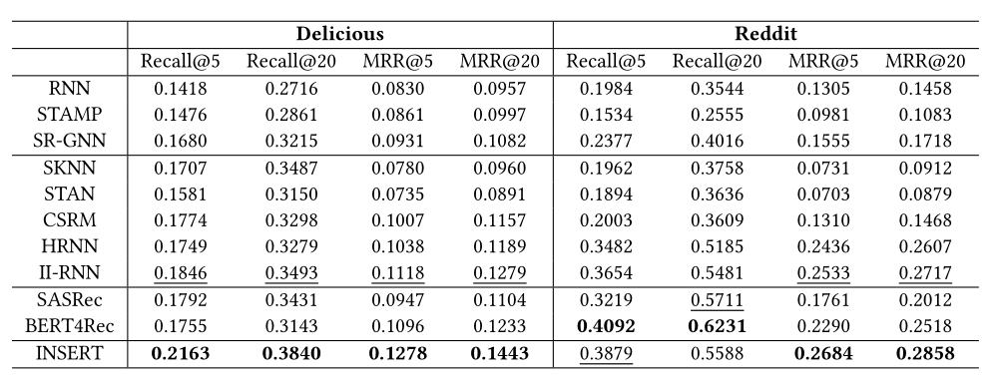 Delicious Reddit
Recall@5 Recall@20 MRR@5 MRR@20 Recall@5 Recall@20 MRR@5 MRR@20
RNN 0.1418 0.2716 0.0830 0.0957 0.1984 0.3544 0.1305 0.1458
STAMP 0.1476 0.2861 0.0861 0.0997 0.1534 0.2555 0.0981 0.1083
SR-GNN 0.1680 0.3215 0.0931 0.1082 0.2377 0.4016 0.1555 0.1718
SKNN 0.1707 0.3487 0.0780 0.0960 0.1962 0.3758 0.0731 0.0912
STAN 0.1581 0.3150 0.0735 0.0891 0.1894 0.3636 0.0703 0.0879
CSRM 0.1774 0.3298 0.1007 0.1157 0.2003 0.3609 0.1310 0.1468
HRNN 0.1749 0.3279 0.1038 0.1189 0.3482 0.5185 0.2436 0.2607
II-RNN 0.1846 0.3493 0.1118 0.1279 0.3654 0.5481 0.2533 0.2717
SASRec 0.1792 0.3431 0.0947 0.1104 0.3219 0.5711 0.1761 0.2012
BERT4Rec 0.1755 0.3143 0.1096 0.1233 0.4092 0.6231 0.2290 0.2518
INSERT 0.2163 0.3840 0.1278 0.1443 0.3879 0.5588 0.2684 0.2858